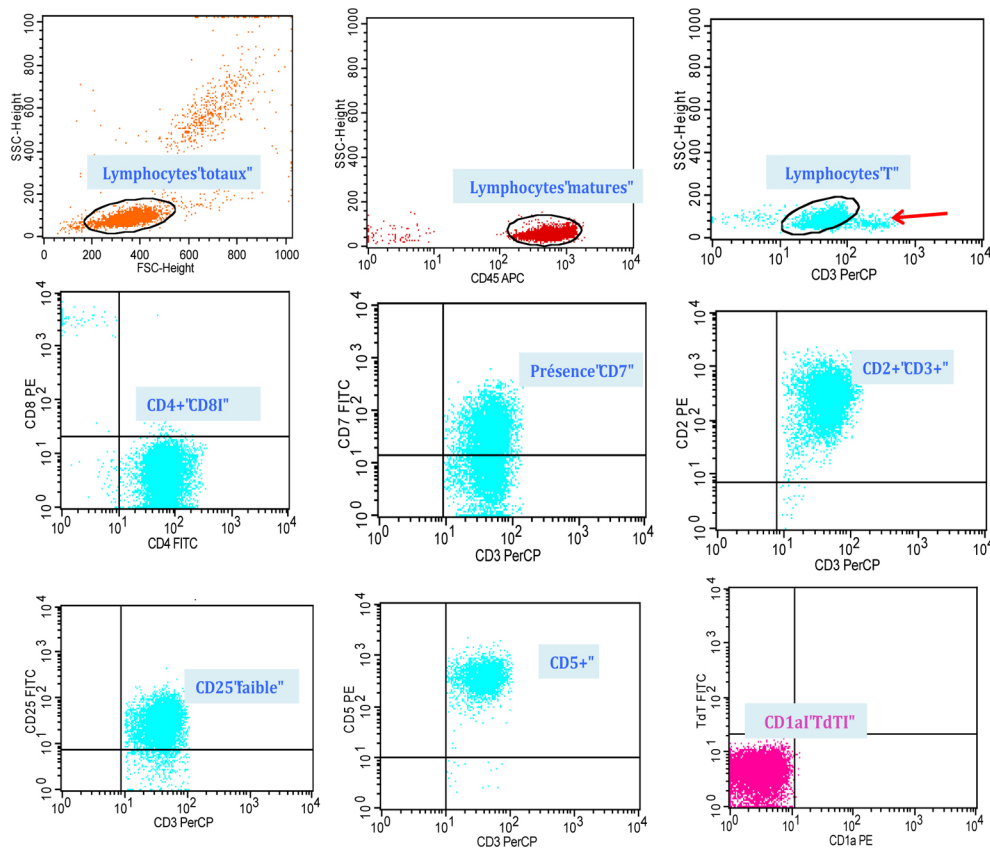 1000
800
600
400
200
0
SSC-Height
Lymphocytes"totaux"
0 200 400 600 800 1000
FSC-Height
1000
800
600
400
200
0
SSC-Height
Lymphocytes"matures"
10^0 10^2 10^3 10^4
CD45 APC
1000
800
600
400
200
0
SSC-Height
Lymphocytes"T"
10^0 10^1 10^2 10^3 10^4
CD3 PerCP
10^4
10^3
10^2
10^1
10^0
CD8 PE
CD4+"CD8I"
10^0 10^1 10^2 10^3 10^4
CD4 FITC
10^4
10^3
10^2
10^1
10^0
CD7 FITC
Présence"CD7"
10^0 10^1 10^2 10^3 10^4
CD3 PerCP
10^4
10^3
10^2
10^1
10^0
CD2 PE
CD2+"CD3+"
10^0 10^1 10^2 10^3 10^4
CD3 PerCP
10^4
10^3
10^2
10^1
10^0
CD25 FITC
CD25"faible"
10^0 10^1 10^2 10^3 10^4
CD3 PerCP
10^4
10^3
10^2
10^1
10^0
CD5 PE
CD5+"
10^0 10^1 10^2 10^3 10^4
CD3 PerCP
10^4
10^3
10^2
10^1
10^0
TdT FITC
CD1aI"TdTI"
10^0 10^1 10^2 10^3 10^4
CD1a PE